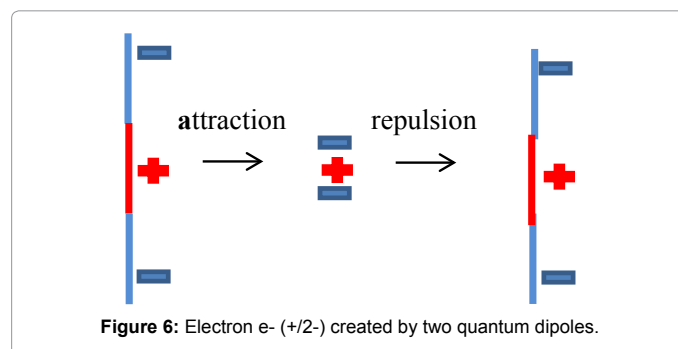 attraction
repulsion
Figure 6: Electron e- (+/2-) created by two quantum dipoles.